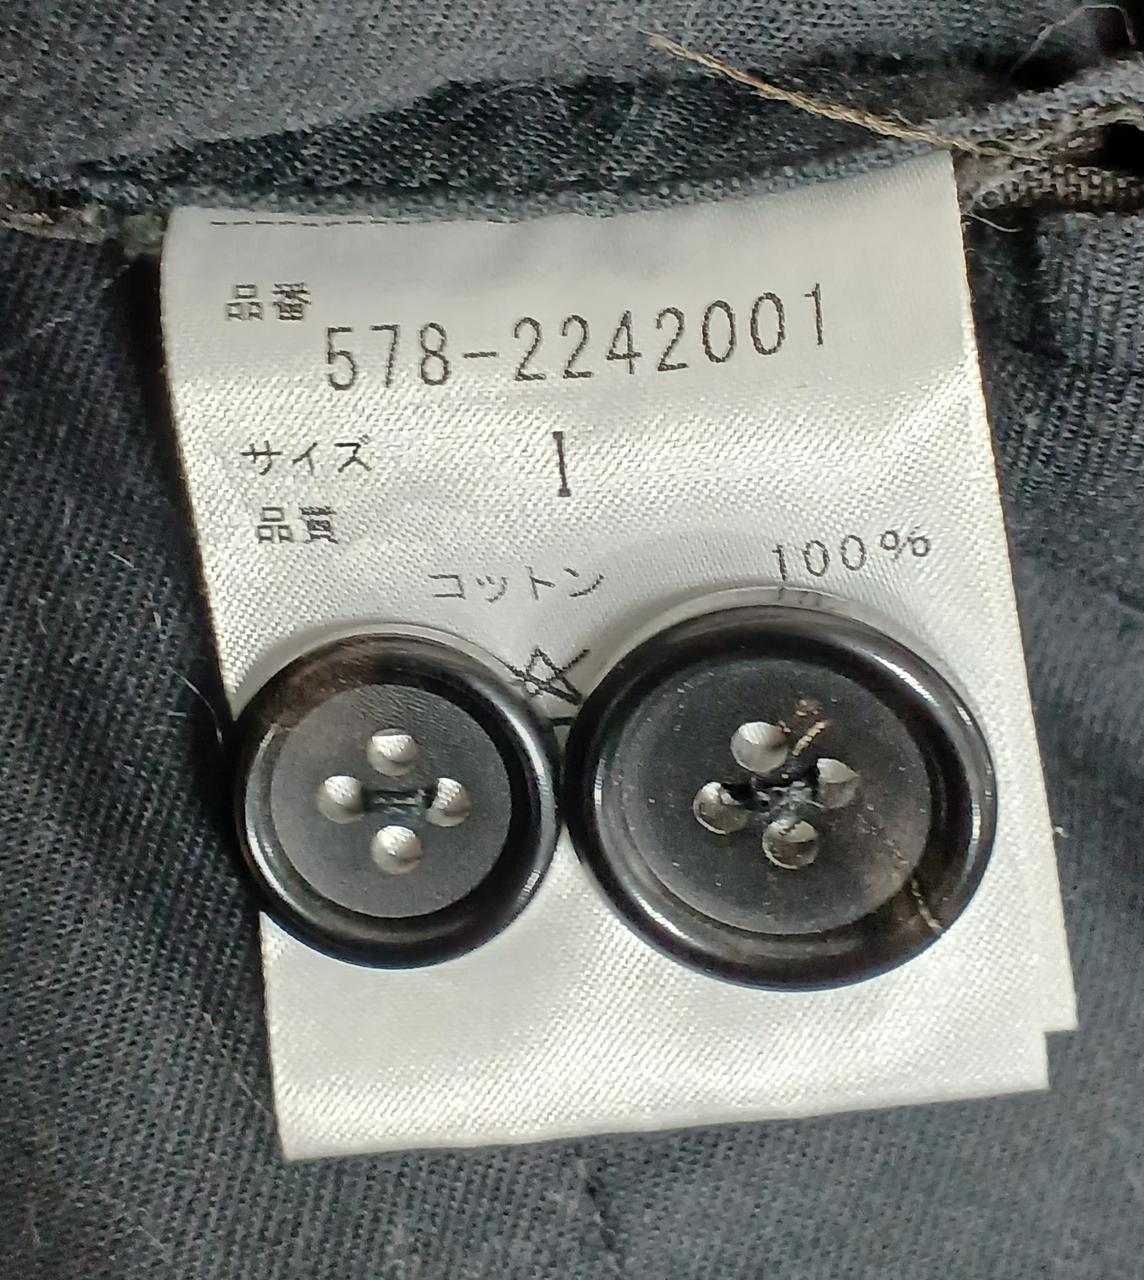 品番
578-2242001
サイズ 1
品質
コットン 100%